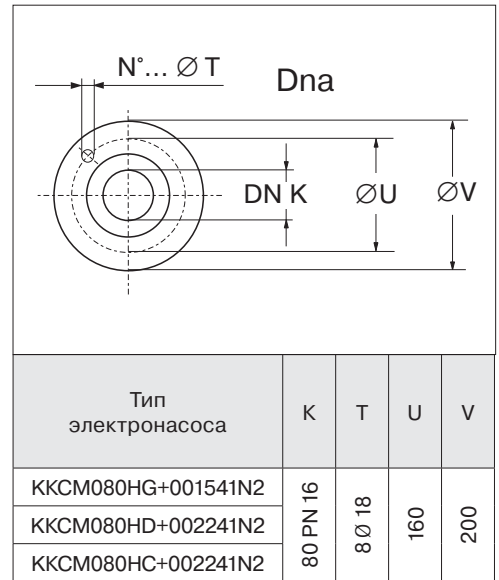 N°... ∅ T
Dna
DN K
∅U
∅V
Тип
электронасоса
K
T
U
V
KKCM080HG+001541N2
KKCM080HD+002241N2
KKCM080HC+002241N2
80 PN 16
8 Ø 18
160
200